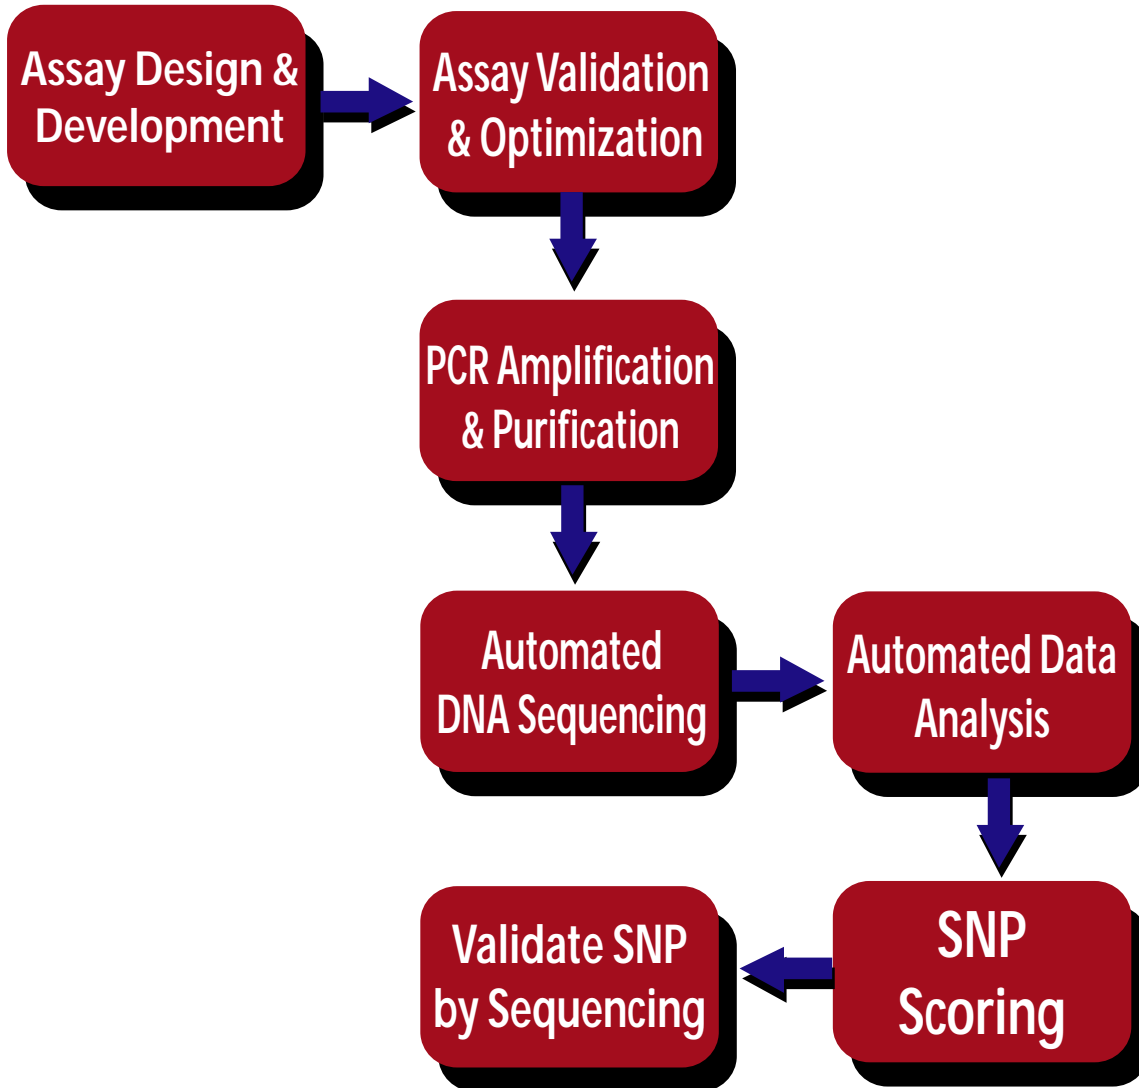 Assay Design &
Development
Assay Validation
& Optimization
PCR Amplification
& Purification
Automated
DNA Sequencing
Automated Data
Analysis
SNP
Scoring
Validate SNP
by Sequencing